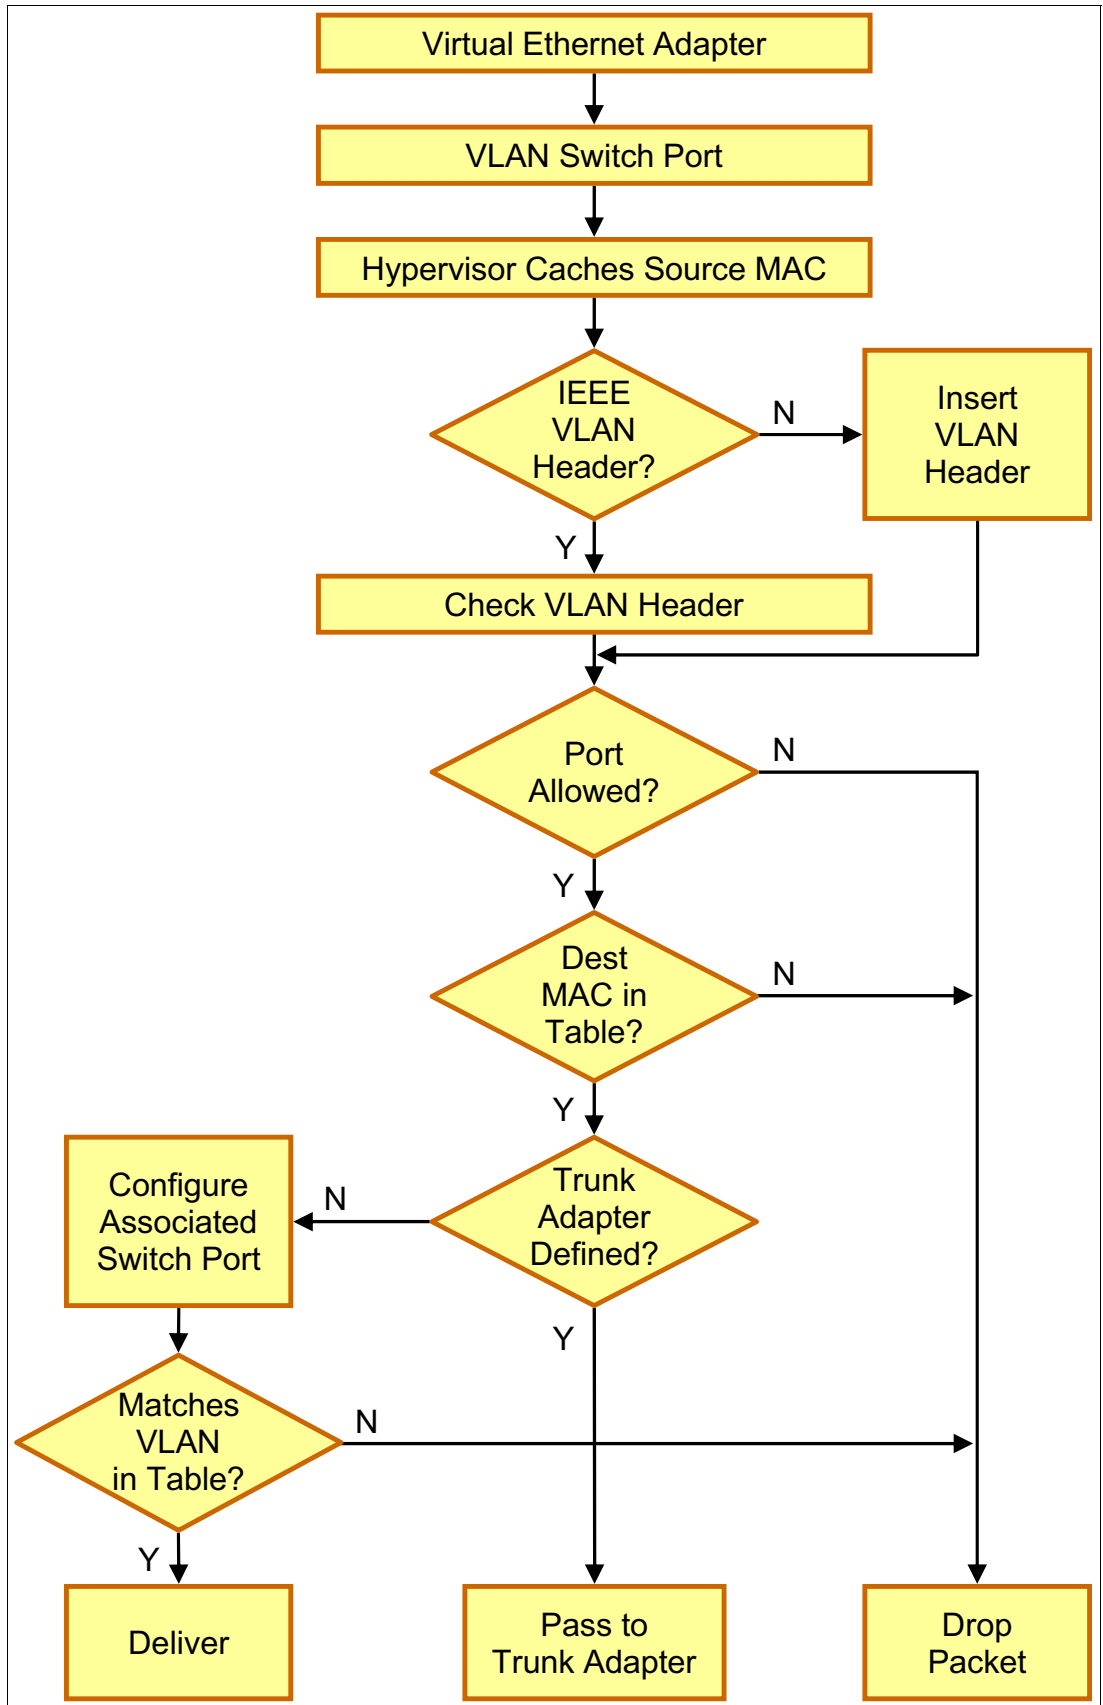 Virtual Ethernet Adapter
VLAN Switch Port
Hypervisor Caches Source MAC
IEEE
VLAN
Header?
N
Insert
VLAN
Header
Y
Check VLAN Header
Port
Allowed?
N
Y
Dest
MAC in
Table?
N
Y
Trunk
Adapter
Defined?
N
Configure
Associated
Switch Port
Y
Matches
VLAN
in Table?
N
Y
Deliver
Pass to
Trunk Adapter
Drop
Packet